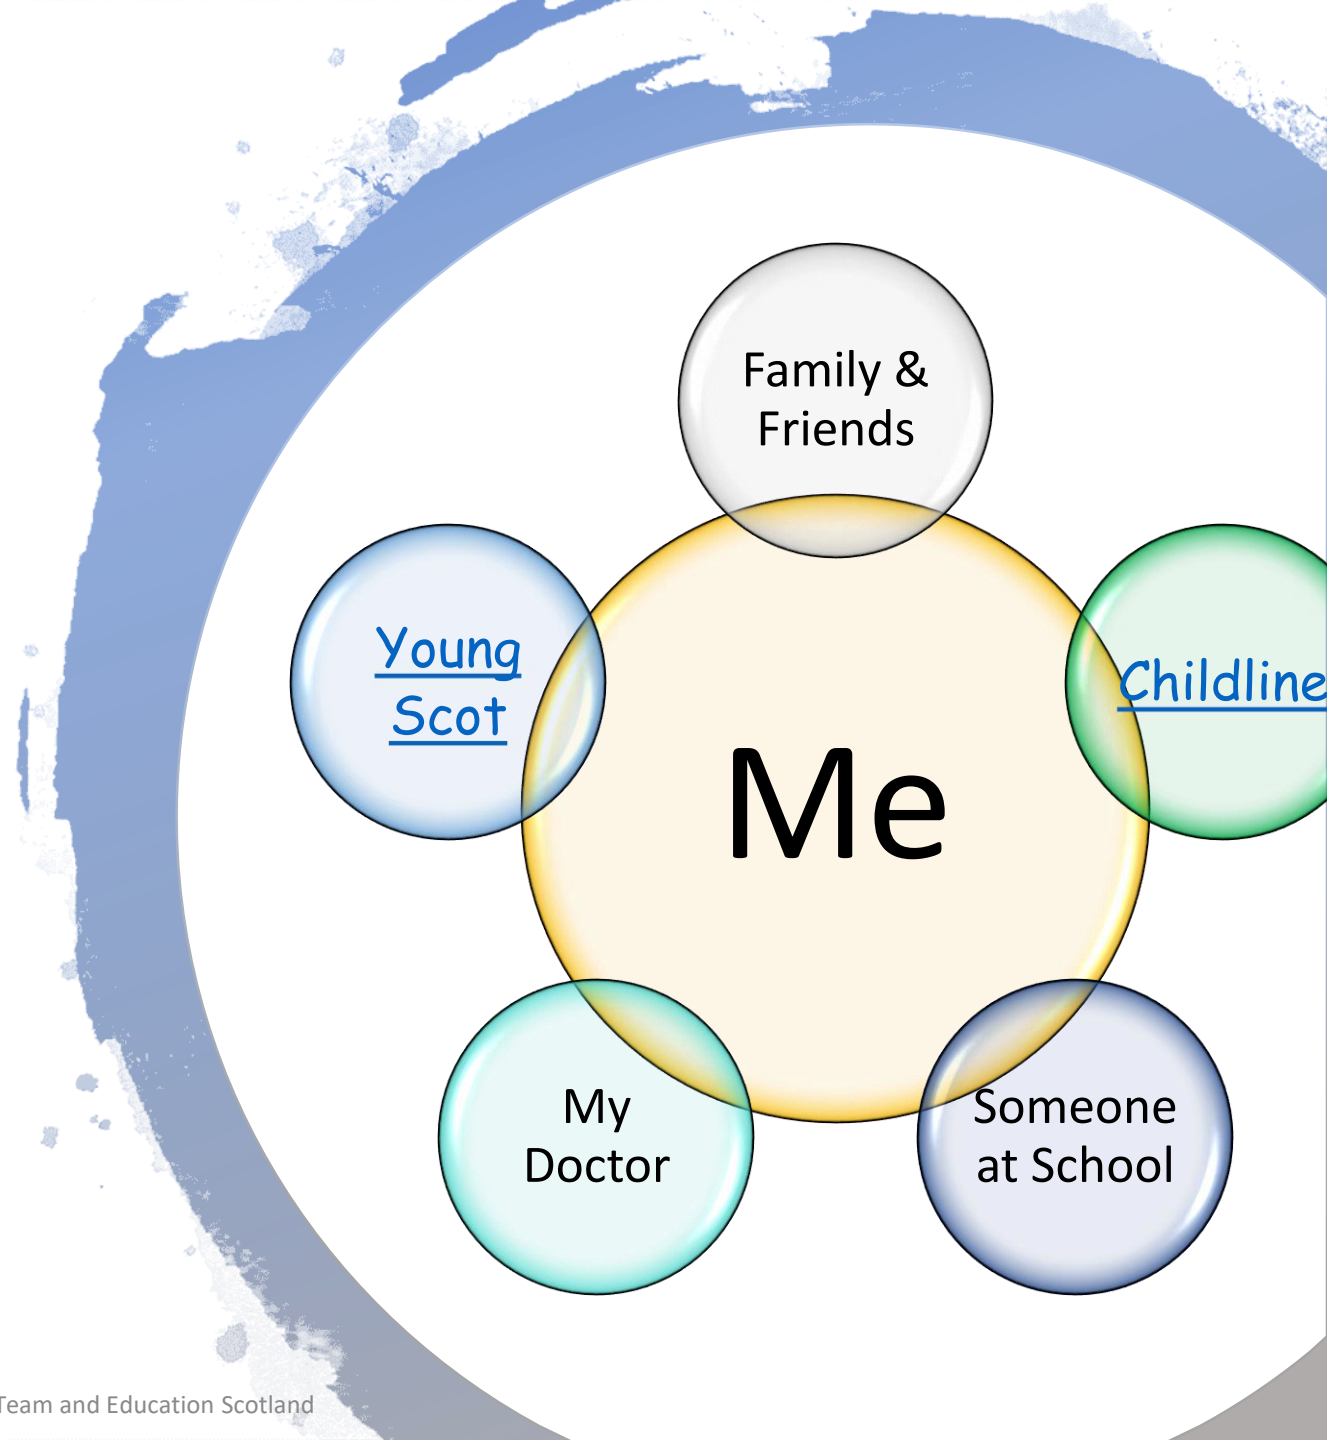 Family &
Friends
Young
Scot
Childline
Me
My
Doctor
Someone
at School
Team and Education Scotland